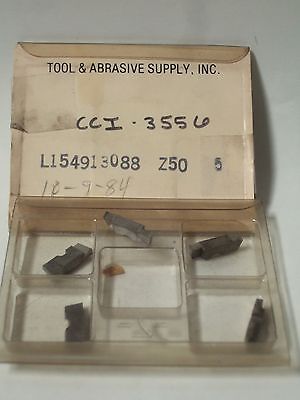 TOOL & ABRASIVE SUPPLY, INC.
CCI - 3556
L154913088 Z50 5
10-9-84